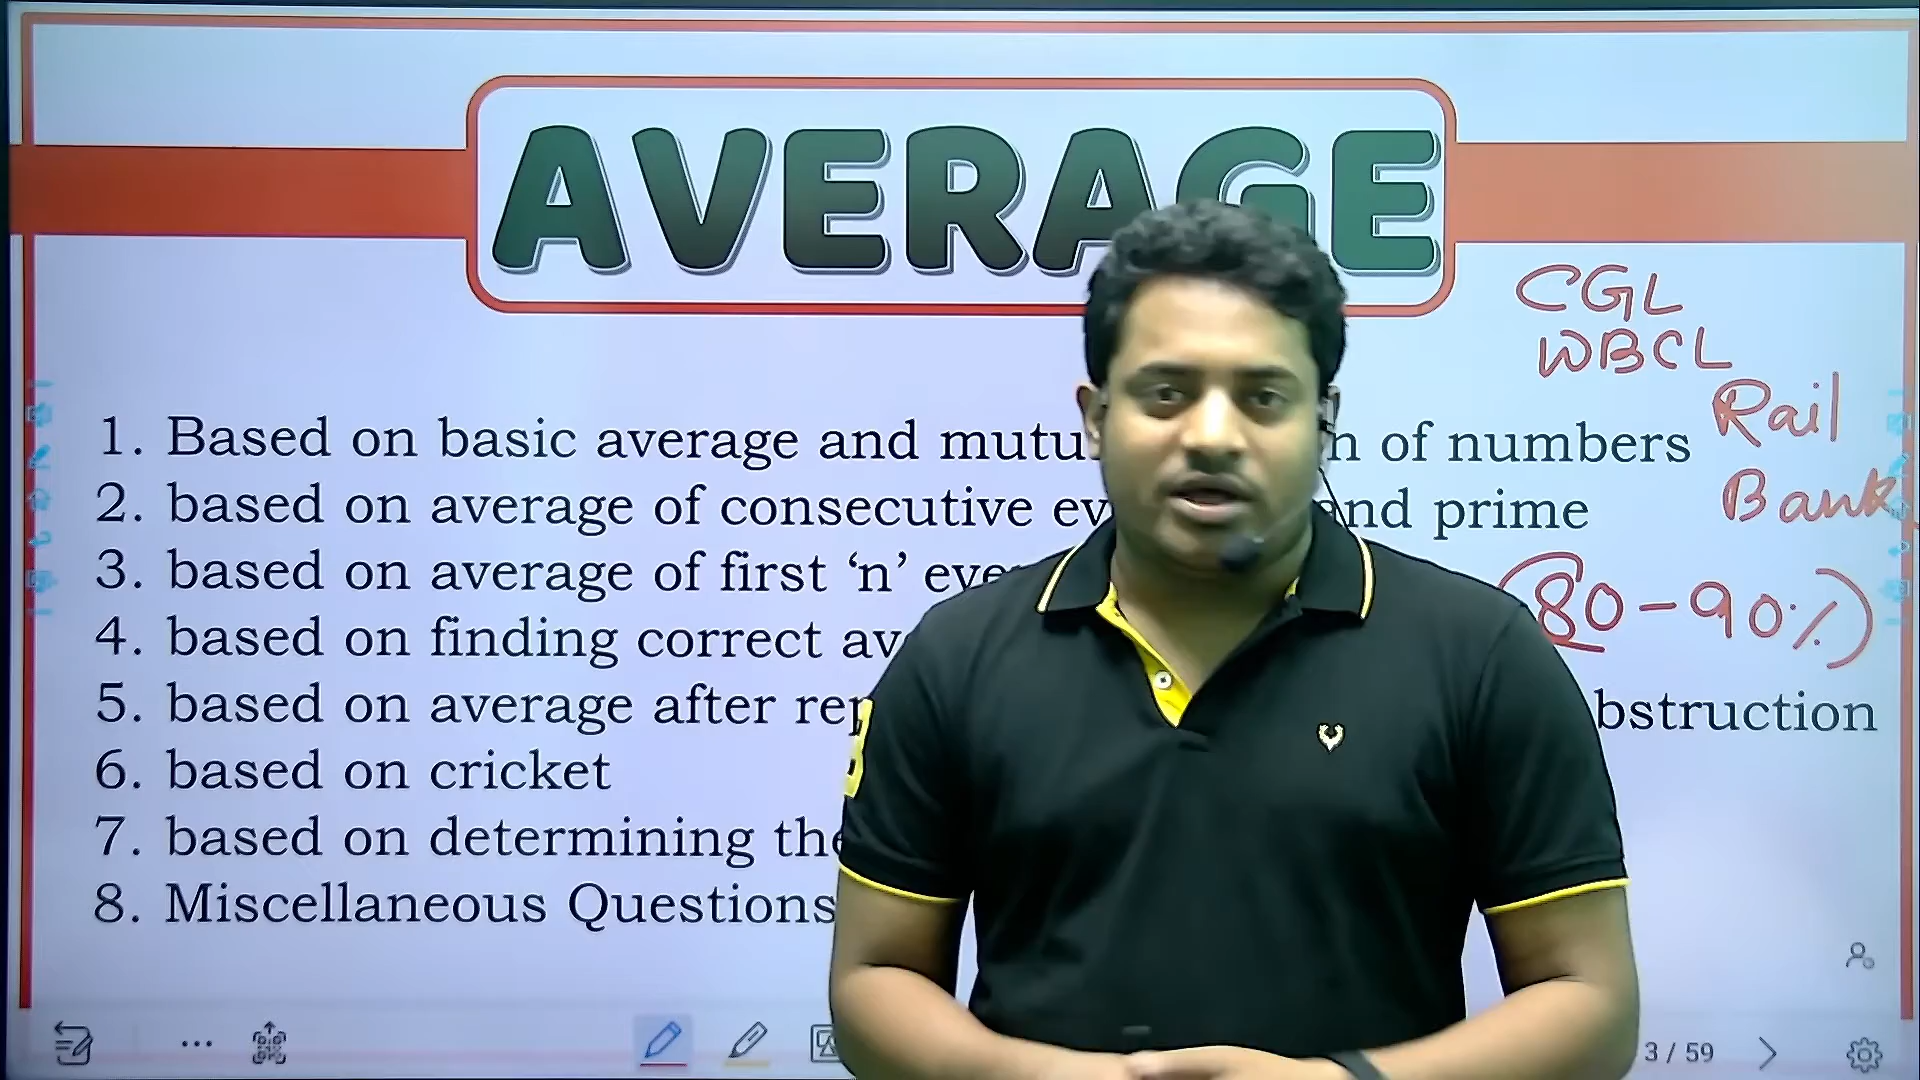 AVERAGE
CGL
WBCL
Rail
Bank
1. Based on basic average and mutu n of numbers
2. based on average of consecutive ev and prime
3. based on average of first ‘n’ eve
4. based on finding correct av
5. based on average after rep bstruction
6. based on cricket
7. based on determining the
8. Miscellaneous Questions
(80-90%)
3 / 59